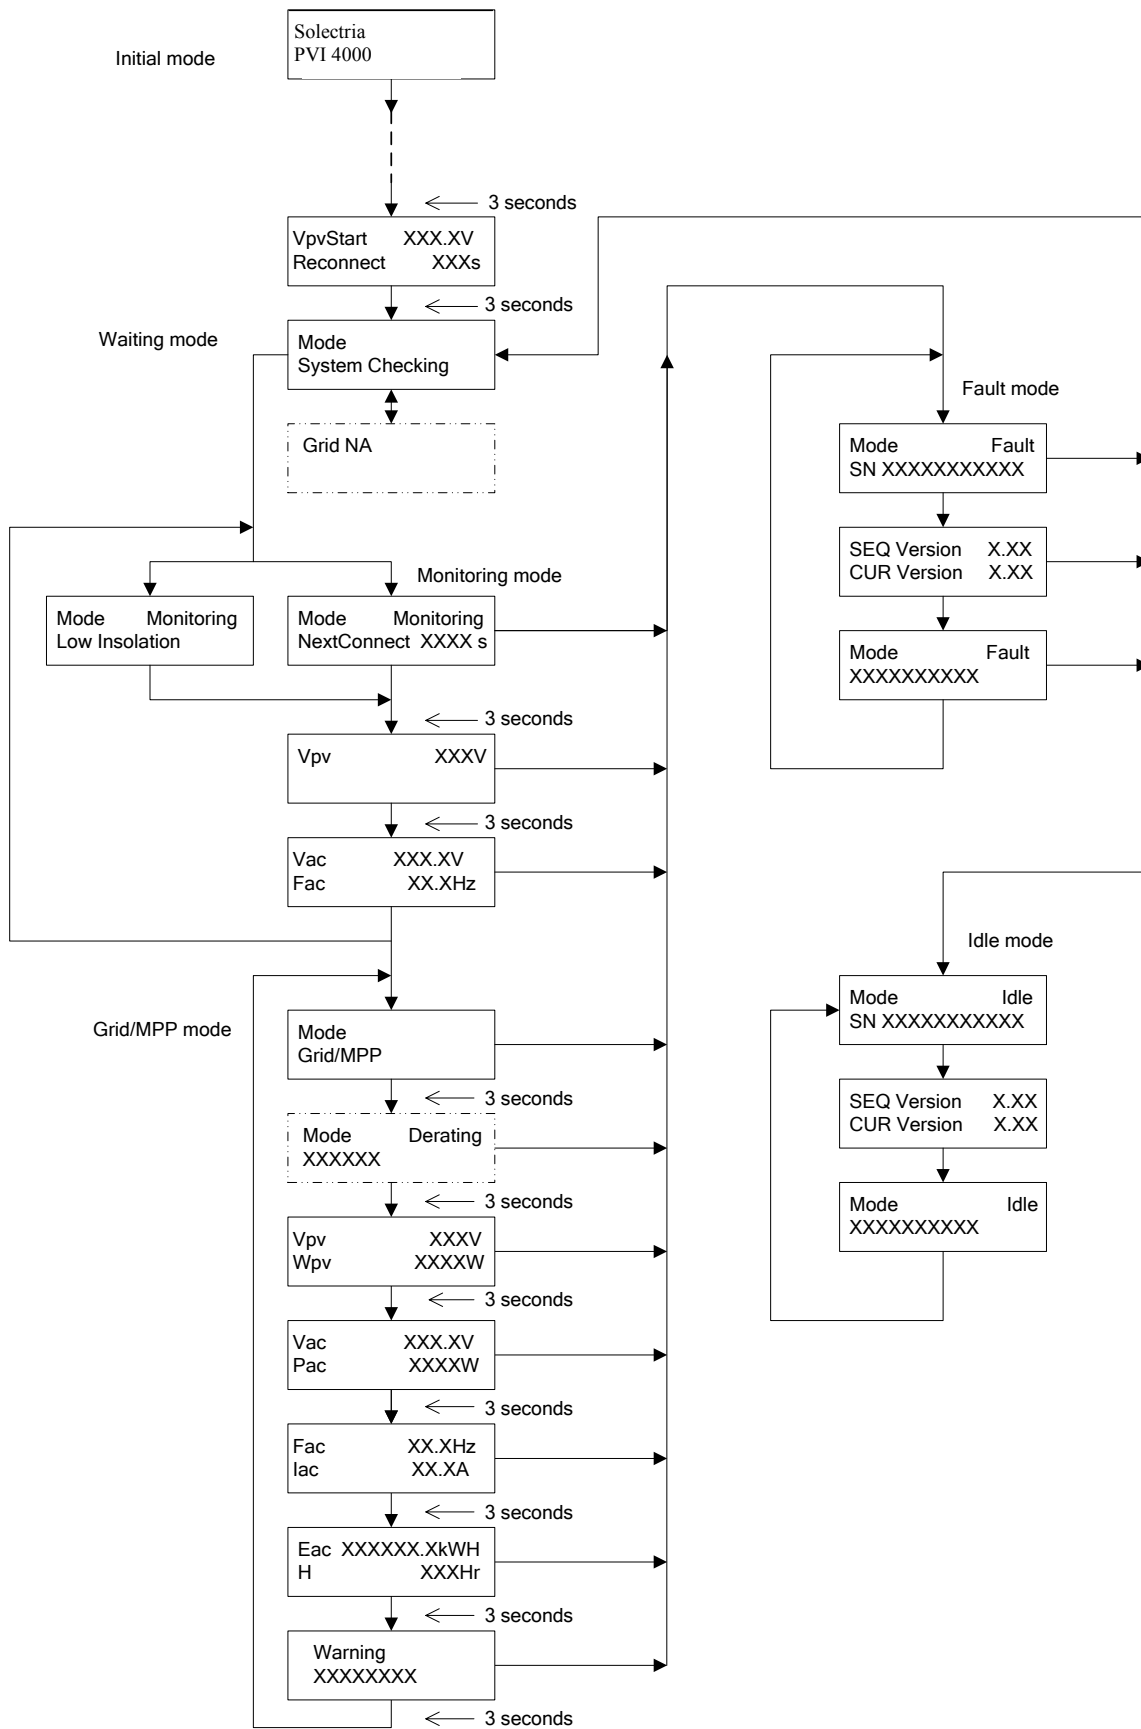 Solectria
PVI 4000
Initial mode
3 seconds
VpvStart XXX.XV
Reconnect XXXs
3 seconds
Waiting mode
Mode
System Checking
Grid NA
Monitoring mode
Mode Monitoring
Low Insolation
Mode Monitoring
NextConnect XXXX s
3 seconds
Vpv XXXV
3 seconds
Vac XXX.XV
Fac XX.XHz
Grid/MPP mode
Mode
Grid/MPP
3 seconds
Mode Derating
XXXXXX
3 seconds
Vpv XXXV
Wpv XXXXW
3 seconds
Vac XXX.XV
Pac XXXXW
3 seconds
Fac XX.XHz
Iac XX.XA
3 seconds
Eac XXXXXX.XkWH
H XXXHr
3 seconds
Warning
XXXXXXXX
3 seconds
Fault mode
Mode Fault
SN XXXXXXXXXXX
SEQ Version X.XX
CUR Version X.XX
Mode Fault
XXXXXXXXXX
Idle mode
Mode Idle
SN XXXXXXXXXXX
SEQ Version X.XX
CUR Version X.XX
Mode Idle
XXXXXXXXXX